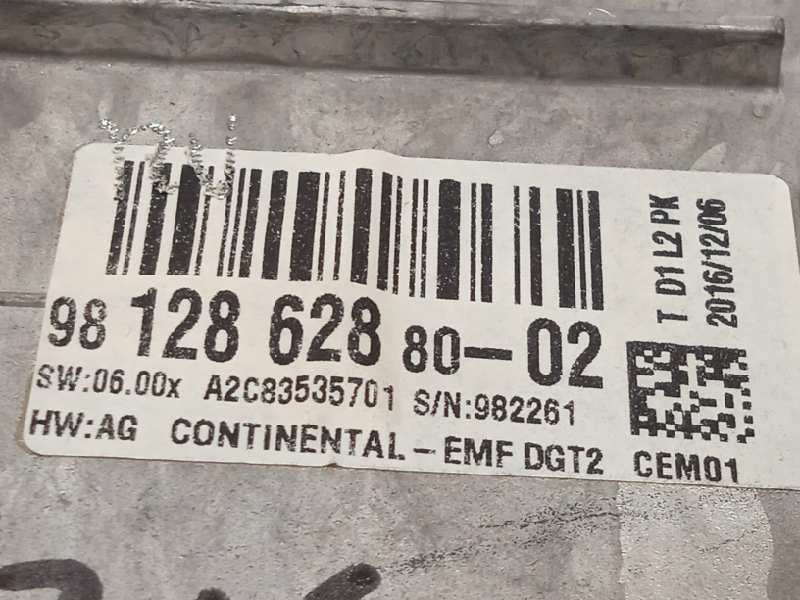 98 128 628 80-02
SW:06.00x A2C83535701 S/N:982261
HW:AG CONTINENTAL - EMF DGT2 CEM01
T D1 L2 PK
2016/12/06